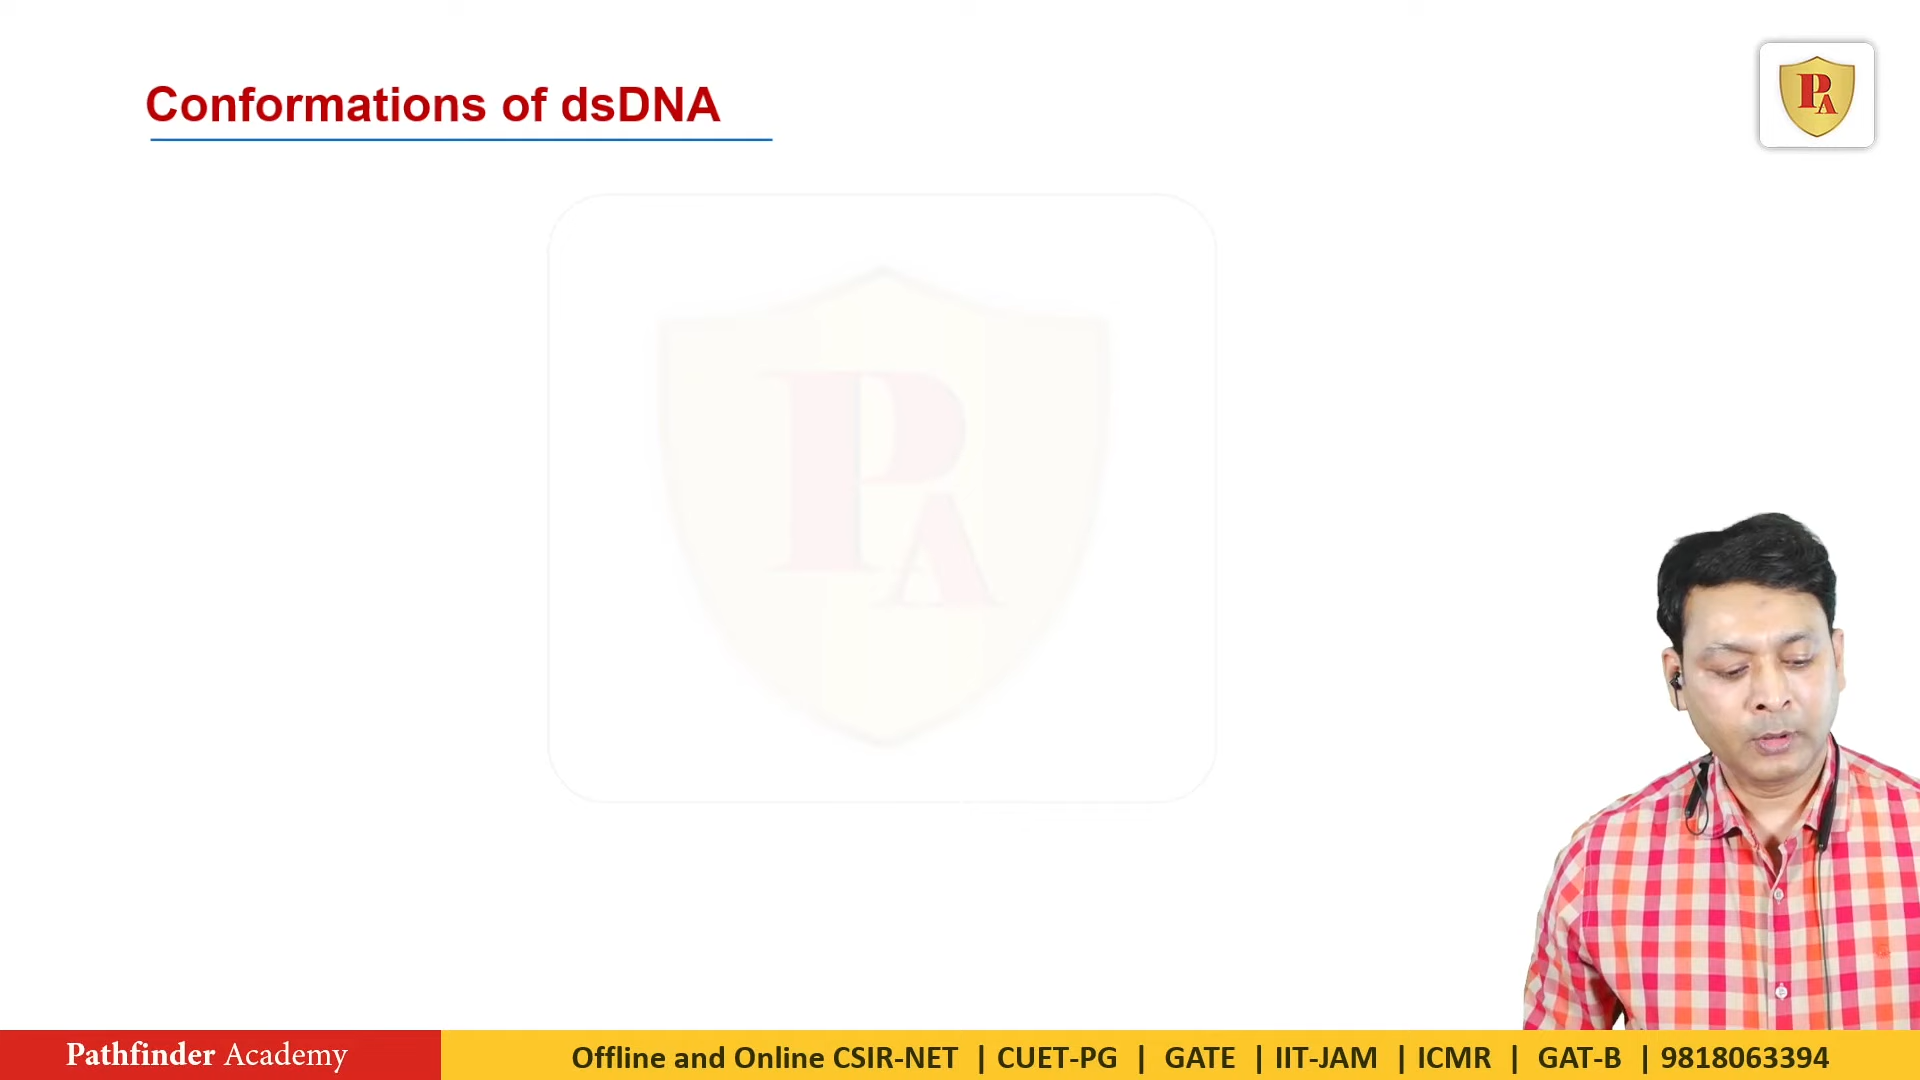 Conformations of dsDNA
PA
PA
Pathfinder Academy
Offline and Online CSIR-NET | CUET-PG | GATE | IIT-JAM | ICMR | GAT-B | 9818063394